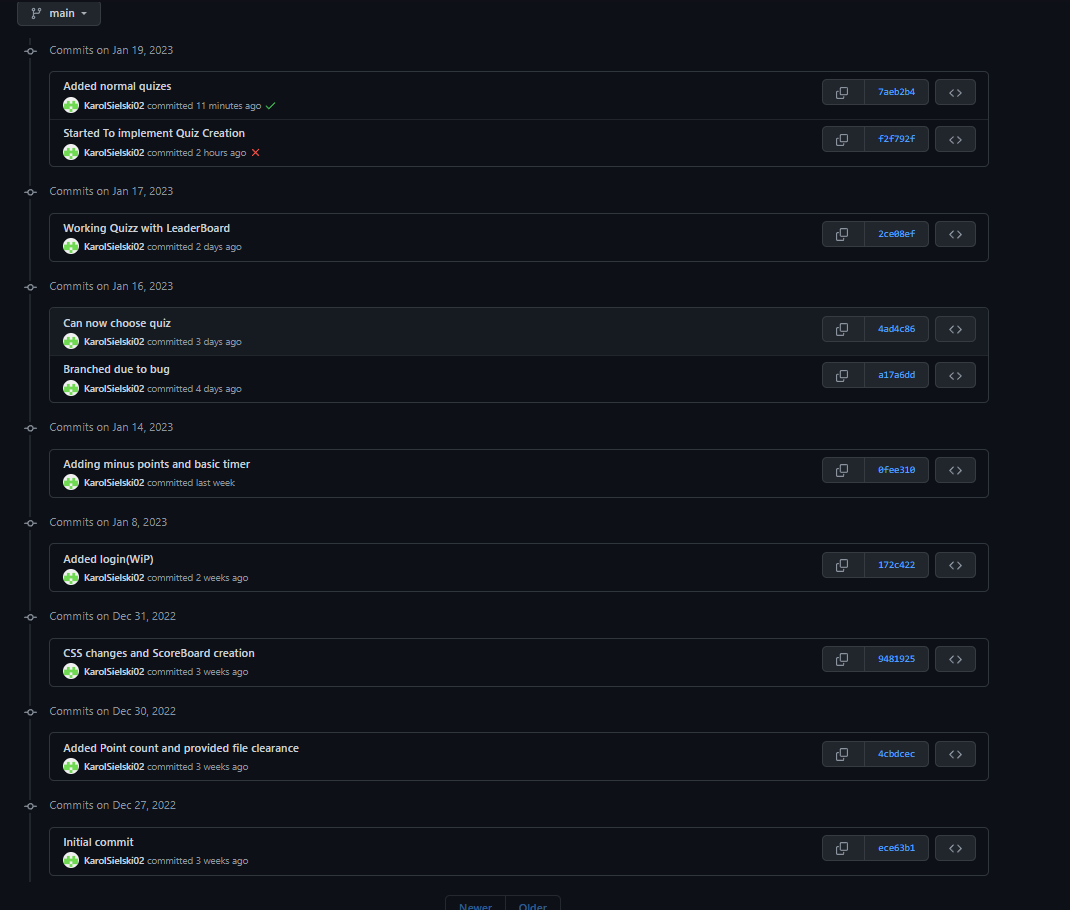 main
Commits on Jan 19, 2023
Added normal quizes
KarolSielski02 committed 11 minutes ago
7aeb2b4
Started To implement Quiz Creation
KarolSielski02 committed 2 hours ago
f2f792f
Commits on Jan 17, 2023
Working Quizz with LeaderBoard
KarolSielski02 committed 2 days ago
2ce08ef
Commits on Jan 16, 2023
Can now choose quiz
KarolSielski02 committed 3 days ago
4ad4c86
Branched due to bug
KarolSielski02 committed 4 days ago
a17a6dd
Commits on Jan 14, 2023
Adding minus points and basic timer
KarolSielski02 committed last week
0fee310
Commits on Jan 8, 2023
Added login(WiP)
KarolSielski02 committed 2 weeks ago
172c422
Commits on Dec 31, 2022
CSS changes and ScoreBoard creation
KarolSielski02 committed 3 weeks ago
9481925
Commits on Dec 30, 2022
Added Point count and provided file clearance
KarolSielski02 committed 3 weeks ago
4cbdcec
Commits on Dec 27, 2022
Initial commit
KarolSielski02 committed 3 weeks ago
ece63b1
Newer Older